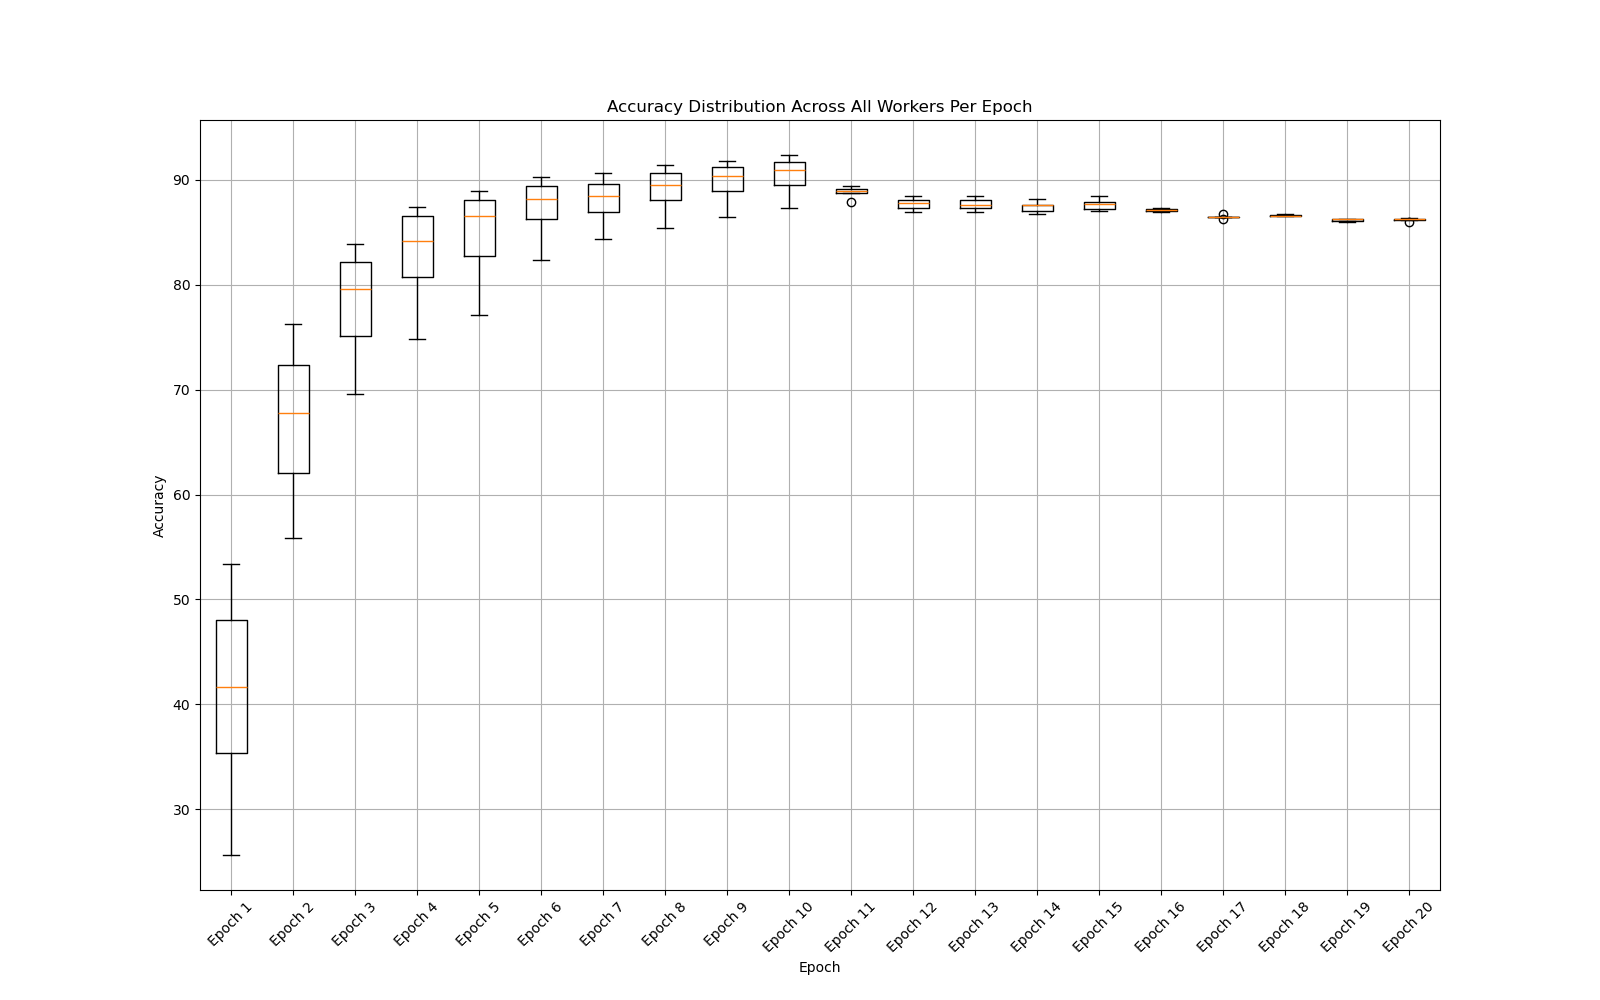 Accuracy Distribution Across All Workers Per Epoch
Accuracy
90
80
70
60
50
40
30
Epoch 1
Epoch 2
Epoch 3
Epoch 4
Epoch 5
Epoch 6
Epoch 7
Epoch 8
Epoch 9
Epoch 10
Epoch 11
Epoch 12
Epoch 13
Epoch 14
Epoch 15
Epoch 16
Epoch 17
Epoch 18
Epoch 19
Epoch 20
Epoch